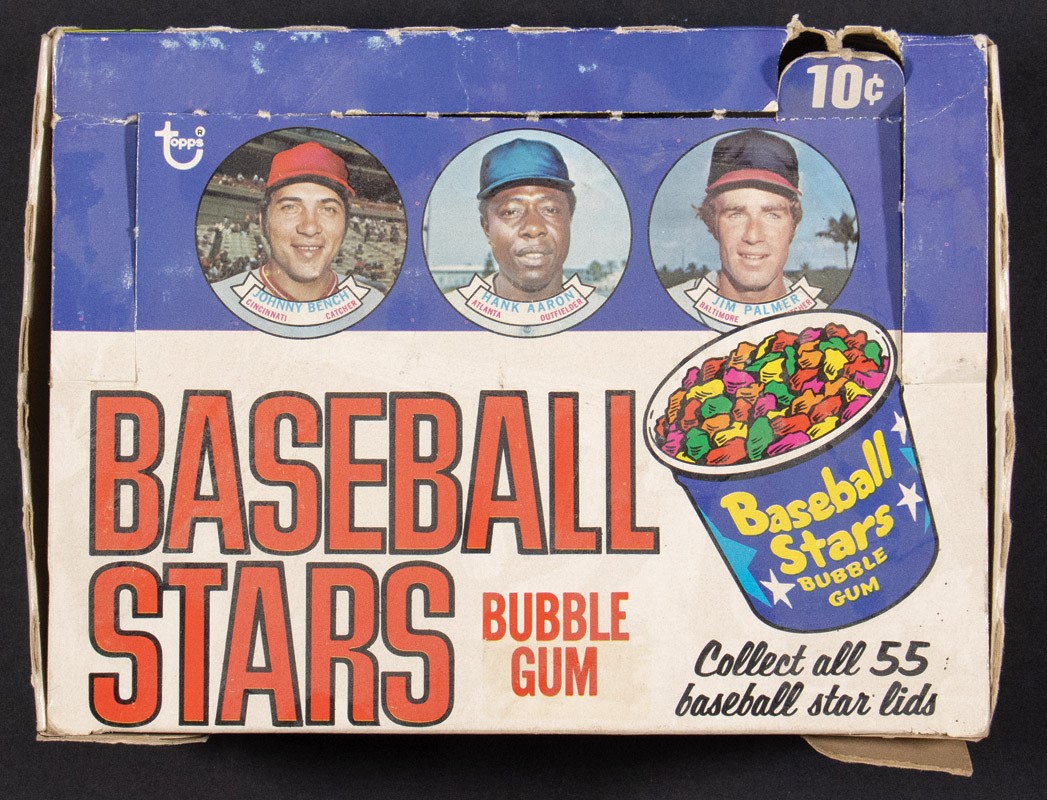 10¢
topps®
JOHNNY BENCH
CINCINNATI CATCHER
HANK AARON
ATLANTA OUTFIELDER
JIM PALMER
BALTIMORE
BASEBALL
STARS
BUBBLE
GUM
Baseball
Stars
BUBBLE
GUM
Collect all 55
baseball star lids